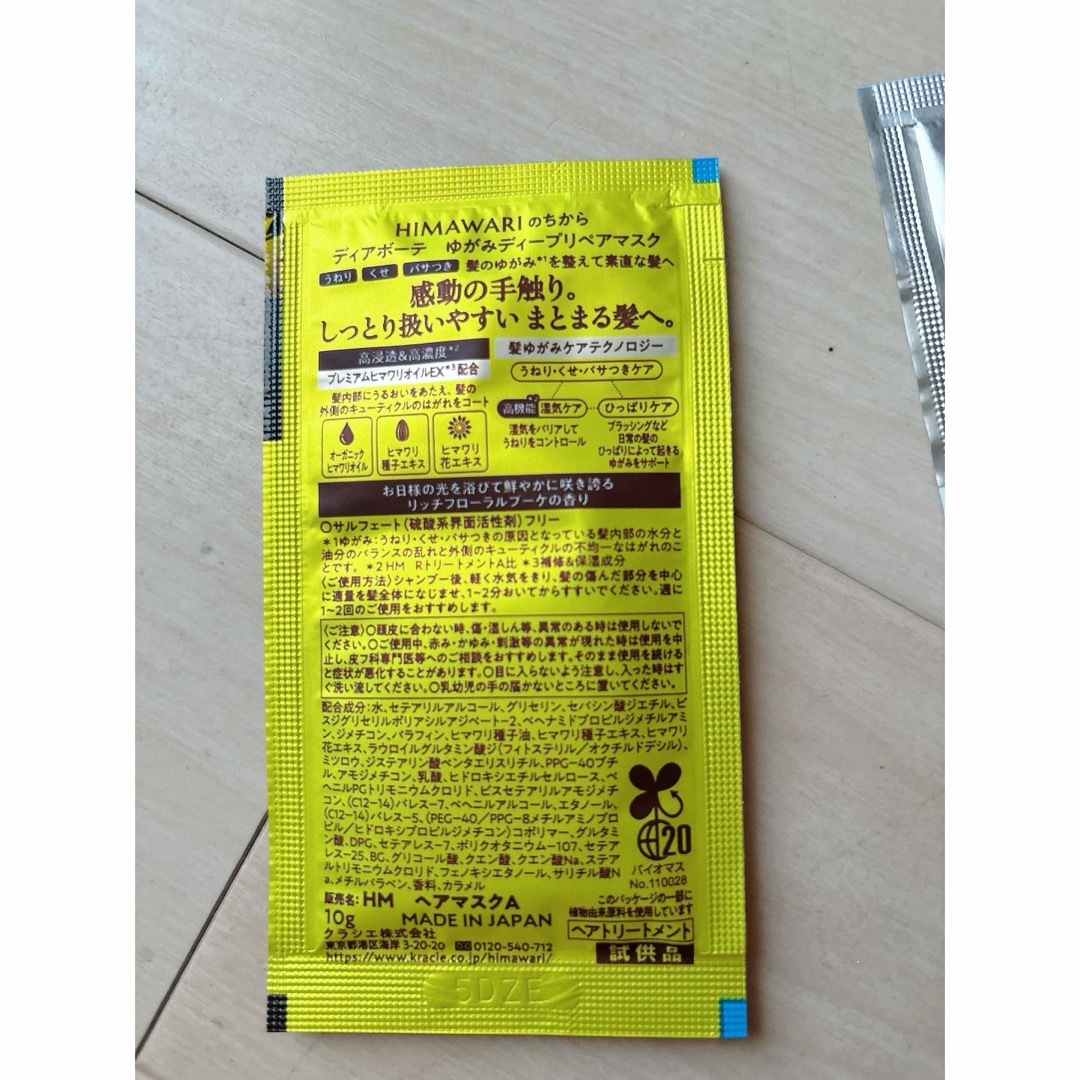 HIMAWARI のちから
ディアボーテ ゆがみディープリペアマスク
うねり くせ パサつき 髪のゆがみ*1を整えて素直な髪へ
感動の手触り。
しっとり扱いやすい まとまる髪へ。
高浸透&高濃度*2
プレミアムヒマワリオイルEX*3配合
髪内部にうるおいをあたえ、髪の
外側のキューティクルのはがれをコート
オーガニック
ヒマワリオイル
ヒマワリ
種子エキス
ヒマワリ
花エキス
髪ゆがみケアテクノロジー
うねり・くせ・パサつきケア
高機能 湿気ケア
湿気をバリアして
うねりをコントロール
ひっぱりケア
ブラッシングなど
日常の髪の
ひっぱりによって起きる
ゆがみをサポート
お日様の光を浴びて鮮やかに咲き誇る
リッチフローラルブーケの香り
○サルフェート(硫酸系界面活性剤)フリー
*1ゆがみ:うねり・くせ・パサつきの原因となっている髪内部の水分と
油分のバランスの乱れと外側のキューティクルの不均一なはがれのこ
とです。 *2 HM RトリートメントA比 *3補修&保湿成分
〈ご使用方法〉シャンプー後、軽く水気をきり、髪の傷んだ部分を中心
に適量を髪全体になじませ、1~2分おいてからすすいでください。週に
1~2回のご使用をおすすめします。
〈ご注意〉○頭皮に合わない時、傷・湿しん等、異常のある時は使用しないで
ください。○ご使用中、赤み・かゆみ・刺激等の異常が現れた時は使用を中
止し、皮フ科専門医等へのご相談をおすすめします。そのまま使用を続ける
と症状が悪化することがあります。○目に入らないよう注意し、入った時はす
ぐ洗い流してください。○乳幼児の手の届かないところに置いてください。
配合成分:水、セテアリルアルコール、グリセリン、セバシン酸ジエチル、ビ
スジグリセリルポリアシルアジペート-2、ベヘナミドプロピルジメチルアミ
ン、ジメチコン、パラフィン、ヒマワリ種子油、ヒマワリ種子エキス、ヒマワリ
花エキス、ラウロイルグルタミン酸ジ(フィトステリル/オクチルドデシル)、
ミツロウ、ジステアリン酸ペンタエリスリチル、PPG-40ブチ
ル、アモジメチコン、乳酸、ヒドロキシエチルセルロース、ベ
ヘニルPGトリモニウムクロリド、ビスセテアリルアモジメチ
コン、(C12-14)パレス-7、ベヘニルアルコール、エタノール、
(C12-14)パレス-5、(PEG-40/PPG-8メチルアミノプロ
ピル/ヒドロキシプロピルジメチコン)コポリマー、グルタミ
ン酸、DPG、セテアレス-7、ポリクオタニウム-107、セテア
レス-25、BG、グリコール酸、クエン酸、クエン酸Na、ステア
ルトリモニウムクロリド、フェノキシエタノール、サリチル酸N
a、メチルパラベン、香料、カラメル
20
バイオマス
No.110028
このパッケージの一部に
植物由来原料を使用しています
販売名:HM ヘアマスクA
10g MADE IN JAPAN
クラシエ株式会社
東京都港区海岸 3-20-20 0120-540-712
https://www.kracie.co.jp/himawari/
ヘアトリートメント
試供品
5DZE